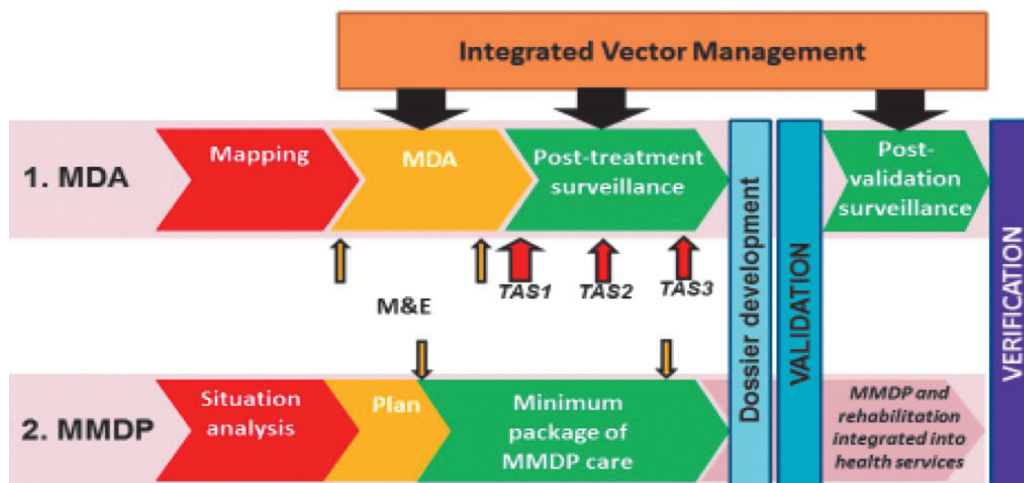 Integrated Vector Management
1. MDA
Mapping
MDA
Post-treatment
surveillance
Post-
validation
surveillance
TAS1
TAS2
TAS3
M&E
Dossier development
VALIDATION
VERIFICATION
2. MMDP
Situation
analysis
Plan
Minimum
package of
MMDP care
MMDP and
rehabilitation
integrated into
health services